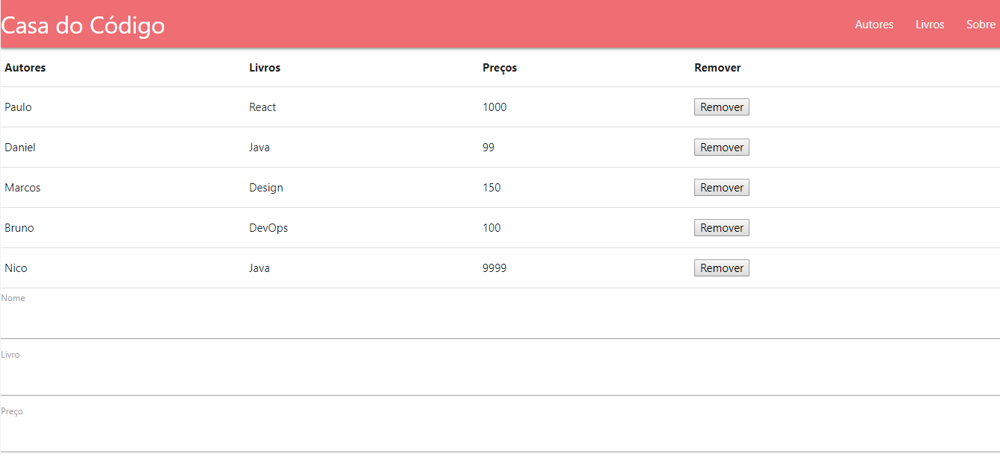 Casa do Código Autores Livros Sobre
Autores Livros Preços Remover
Paulo React 1000 Remover
Daniel Java 99 Remover
Marcos Design 150 Remover
Bruno DevOps 100 Remover
Nico Java 9999 Remover
Nome
Livro
Preço